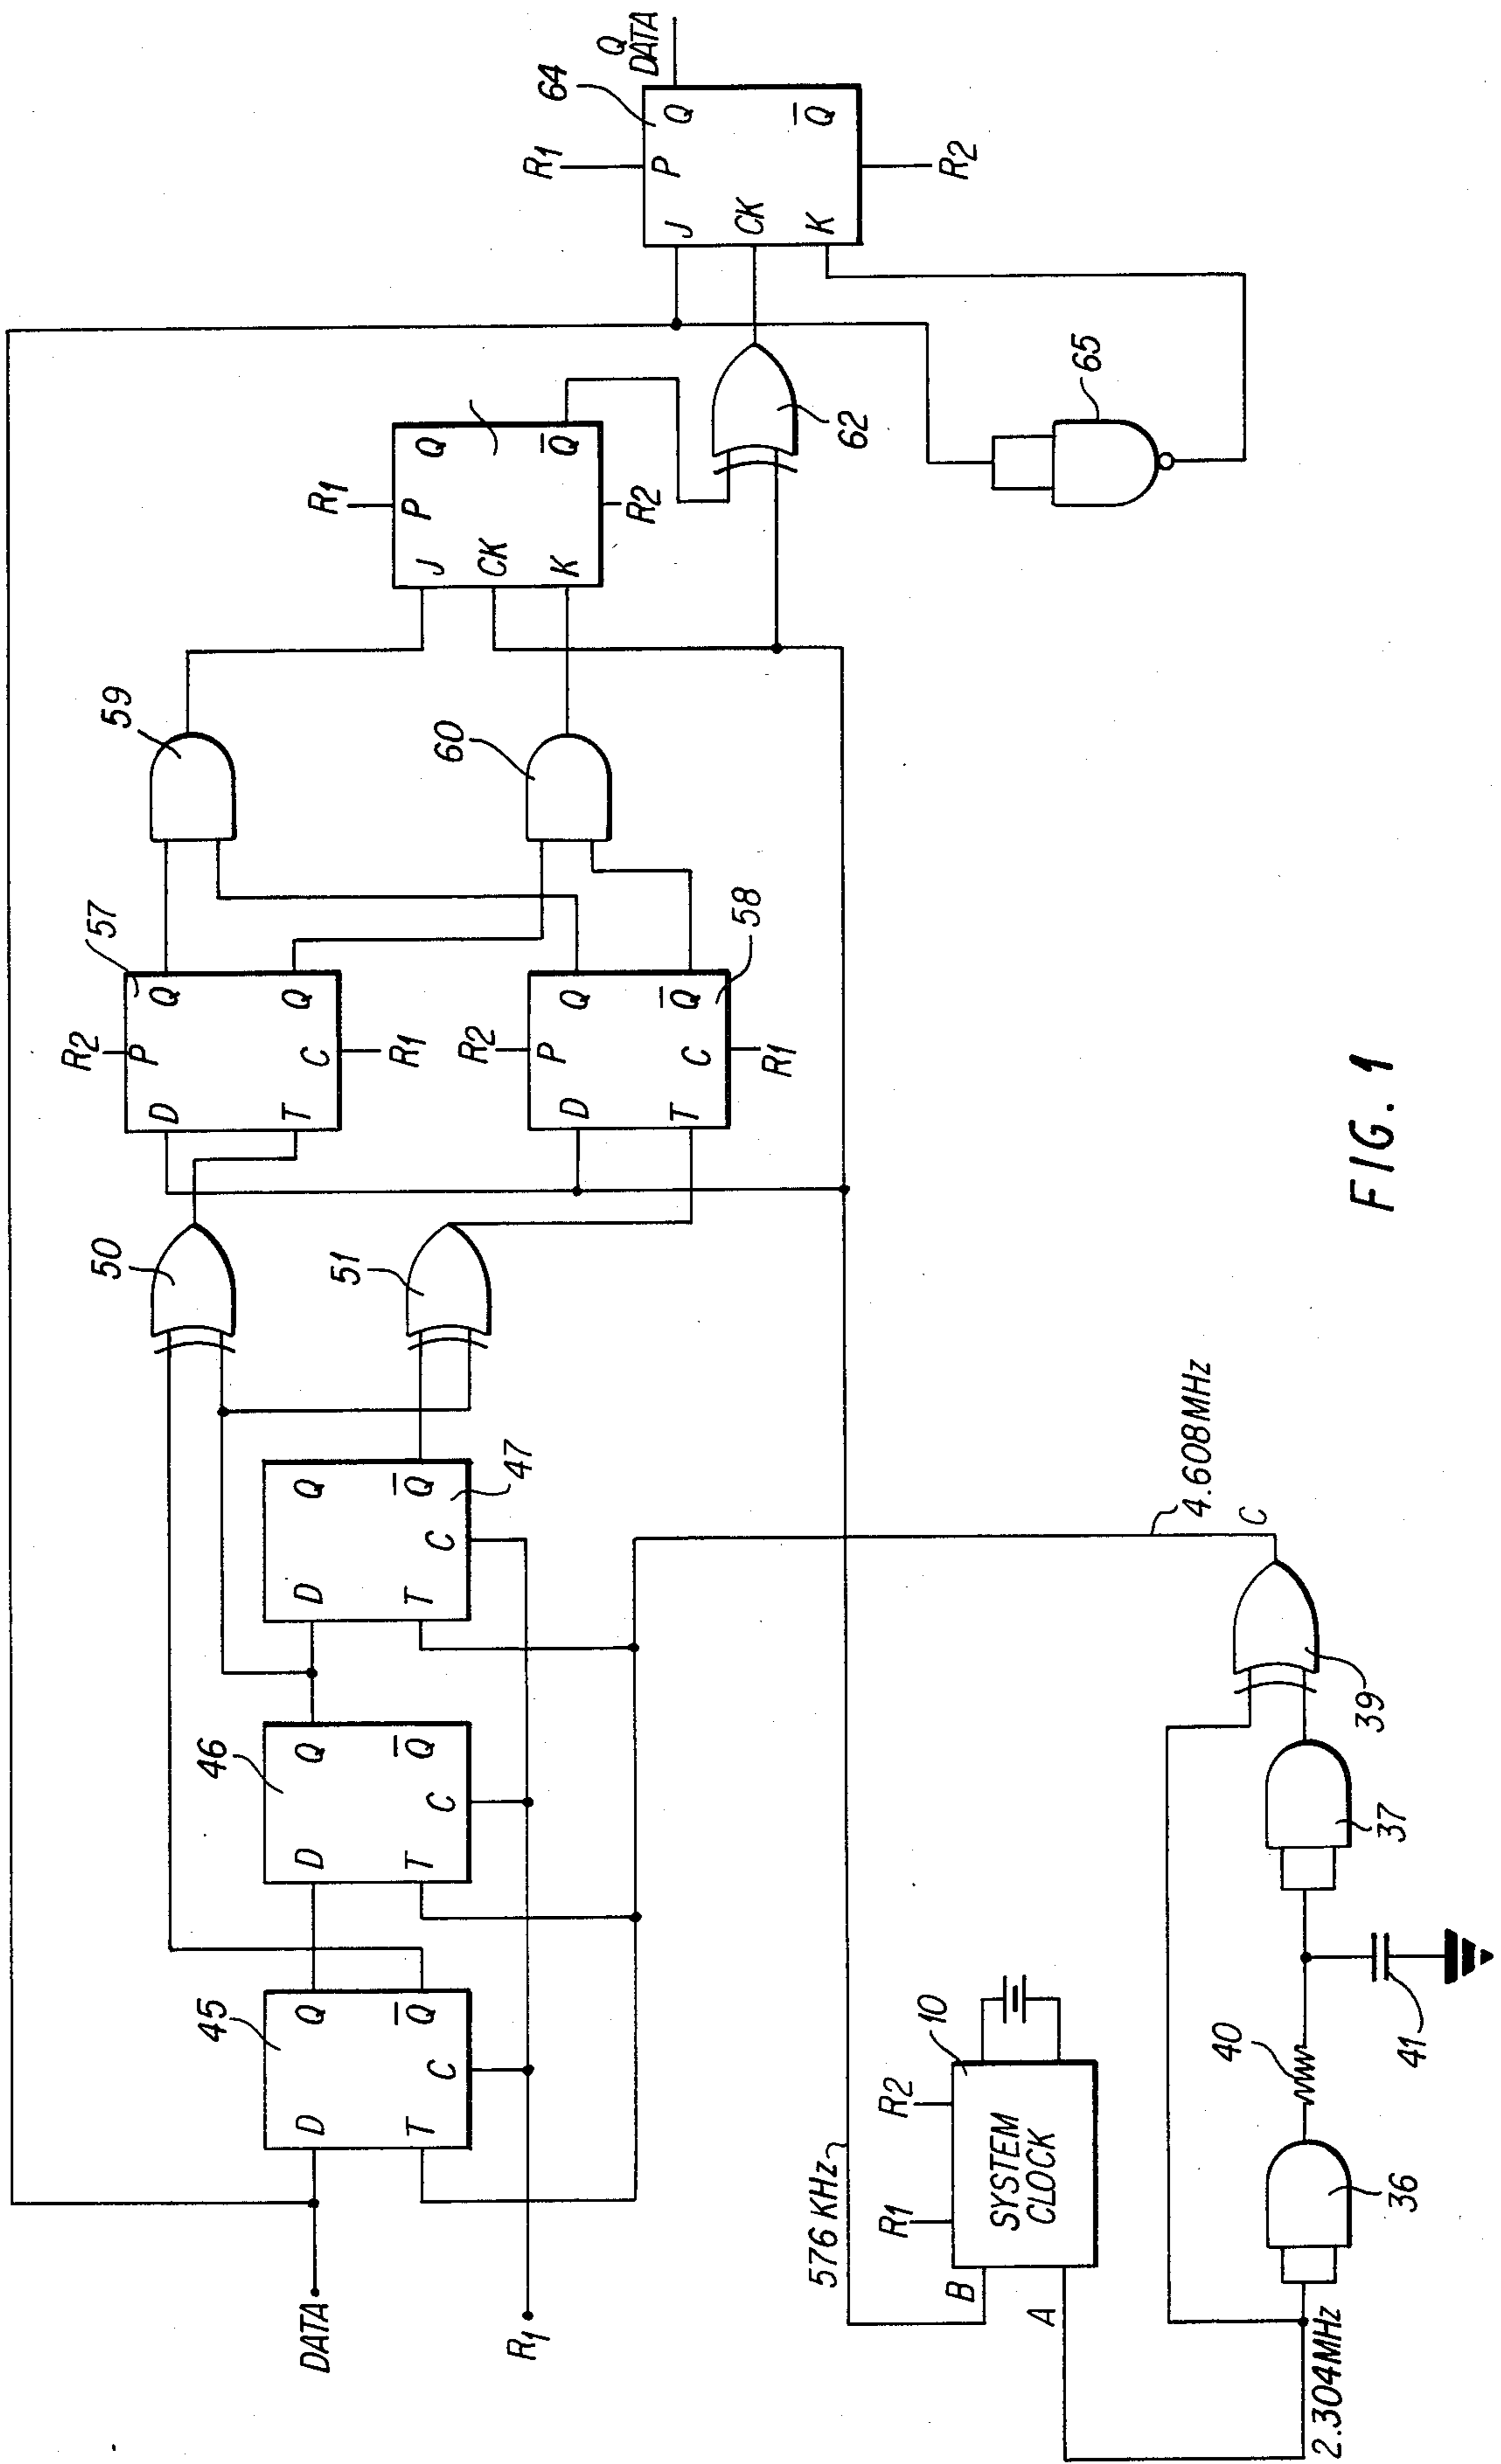 DATA
R1
45
D
Q
T
C
Q̅
46
D
Q
T
C
Q̅
47
D
Q
T
C
Q̅
50
51
57
R2
P
D
Q
T
C
Q
R1
58
R2
P
D
Q
T
C
Q̅
R1
59
60
R1
P
J
Q
CK
K
Q̅
R2
62
64
R1
P
J
Q
CK
K
Q̅
R2
Q
DATA
65
576 KHz
10
R1
R2
SYSTEM
CLOCK
B
A
2.304MHz
36
40
41
37
39
C
4.608MHz
FIG. 1